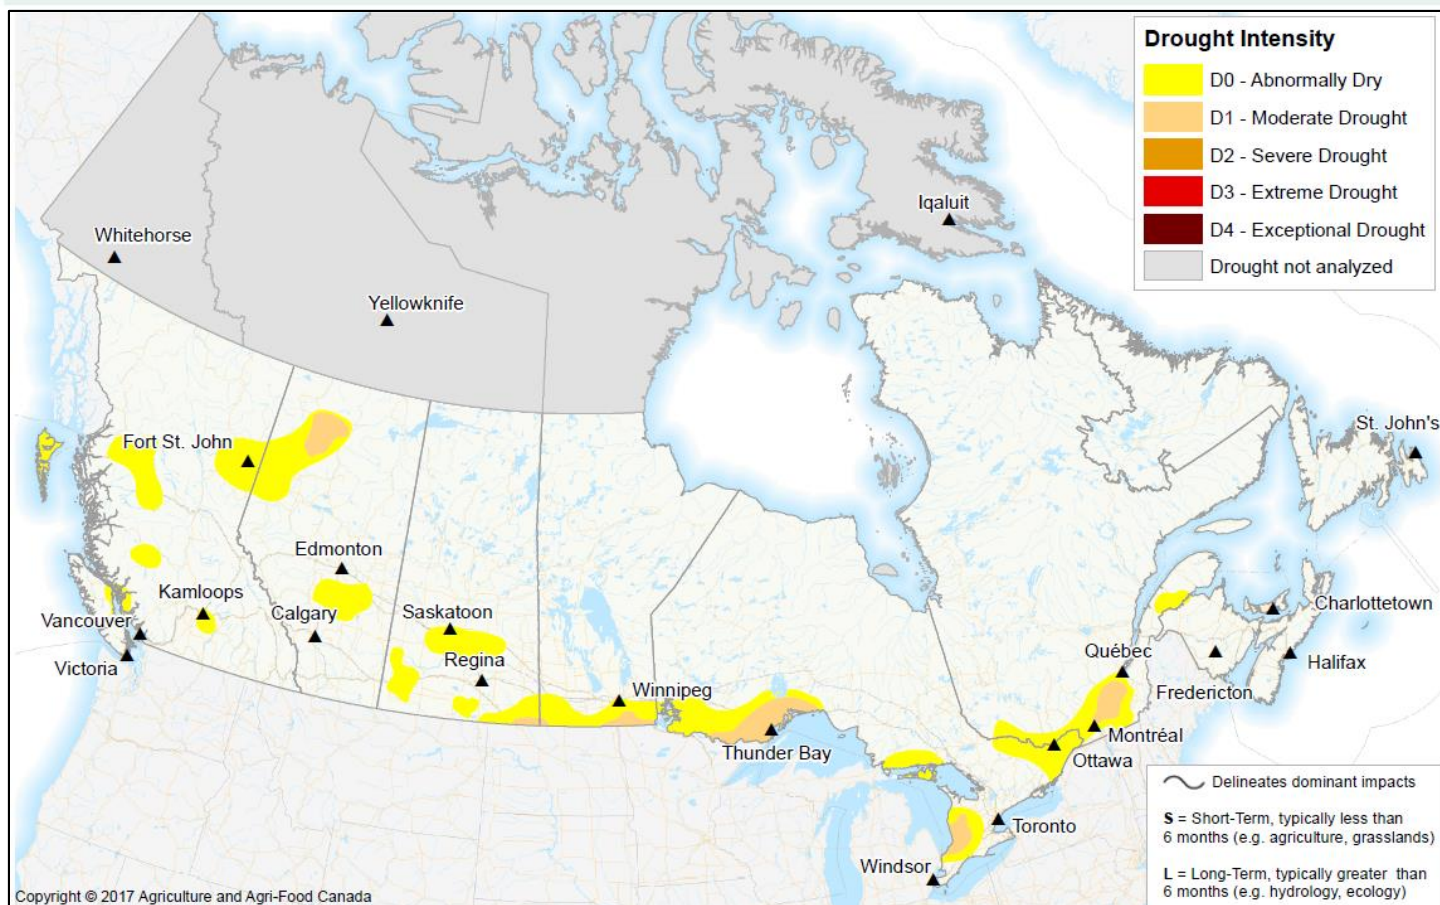 Drought Intensity
D0 - Abnormally Dry
D1 - Moderate Drought
D2 - Severe Drought
D3 - Extreme Drought
D4 - Exceptional Drought
Drought not analyzed
Iqaluit
Whitehorse
Yellowknife
St. John's
Fort St. John
Edmonton
Kamloops
Calgary
Saskatoon
Charlottetown
Vancouver
Victoria
Regina
Winnipeg
Québec
Halifax
Fredericton
Montréal
Thunder Bay
Ottawa
Toronto
Windsor
Delineates dominant impacts
S = Short-Term, typically less than
6 months (e.g. agriculture, grasslands)
L = Long-Term, typically greater than
6 months (e.g. hydrology, ecology)
Copyright © 2017 Agriculture and Agri-Food Canada